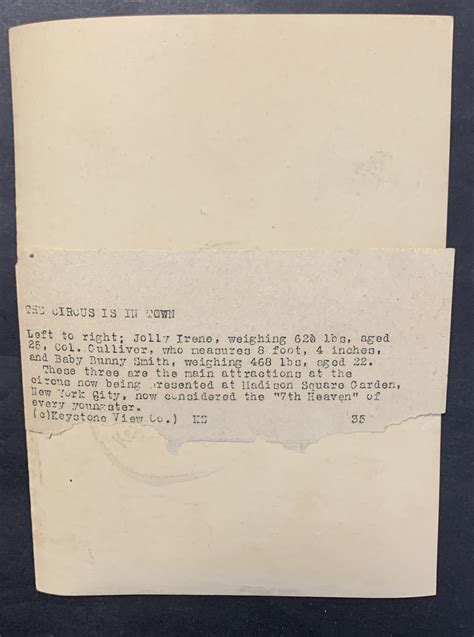 THE CIRCUS IS IN TOWN
Left to right; Jolly Irene, weighing 620 lbs, aged
25, Col. Gulliver, who measures 8 foot, 4 inches,
and Baby Bunny Smith, weighing 468 lbs, aged 22.
These three are the main attractions at the
circus now being presented at Madison Square Garden,
New York City, now considered the "7th Heaven" of
every youngster.
(c)Keystone View Co.) KS 35